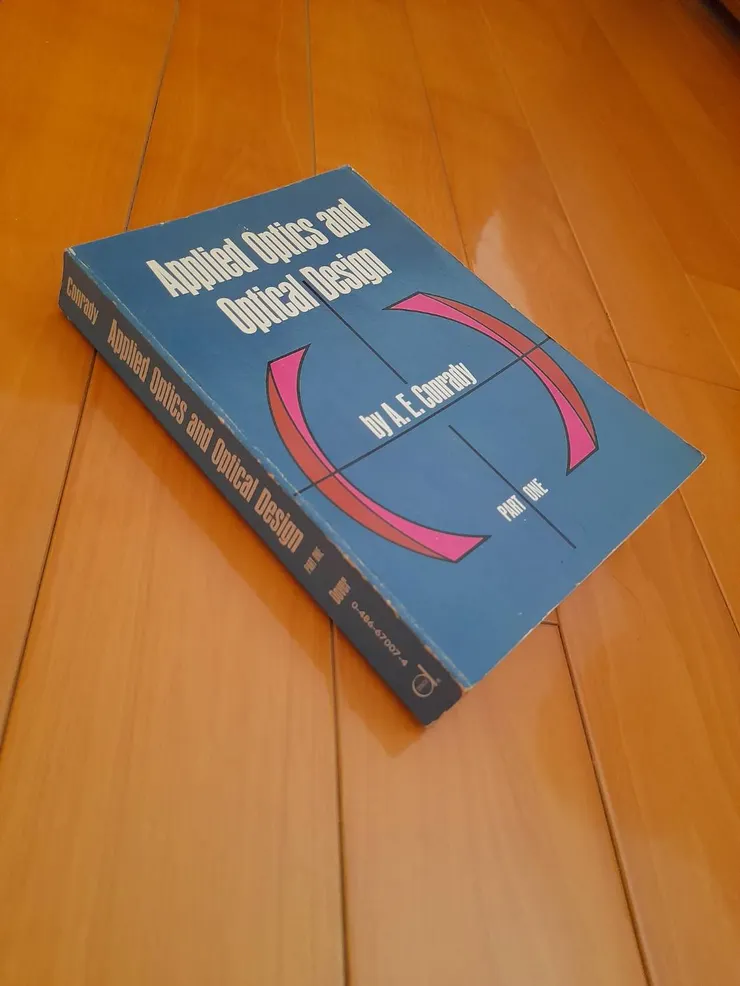 Applied Optics and
Optical Design
by A. E. Conrady
PART ONE
Conrady Applied Optics and Optical Design PART ONE Dover 0-486-67007-4